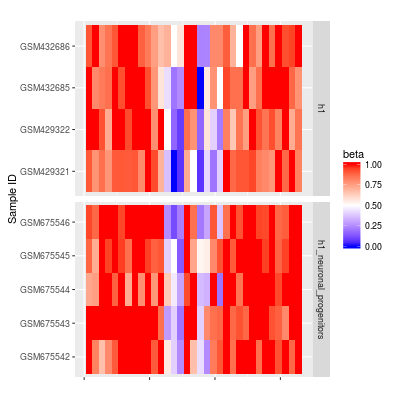 Sample ID
GSM432686
GSM432685
GSM429322
GSM429321
h1
GSM675546
GSM675545
GSM675544
GSM675543
GSM675542
h1_neuronal_progenitors
beta
1.00
0.75
0.50
0.25
0.00